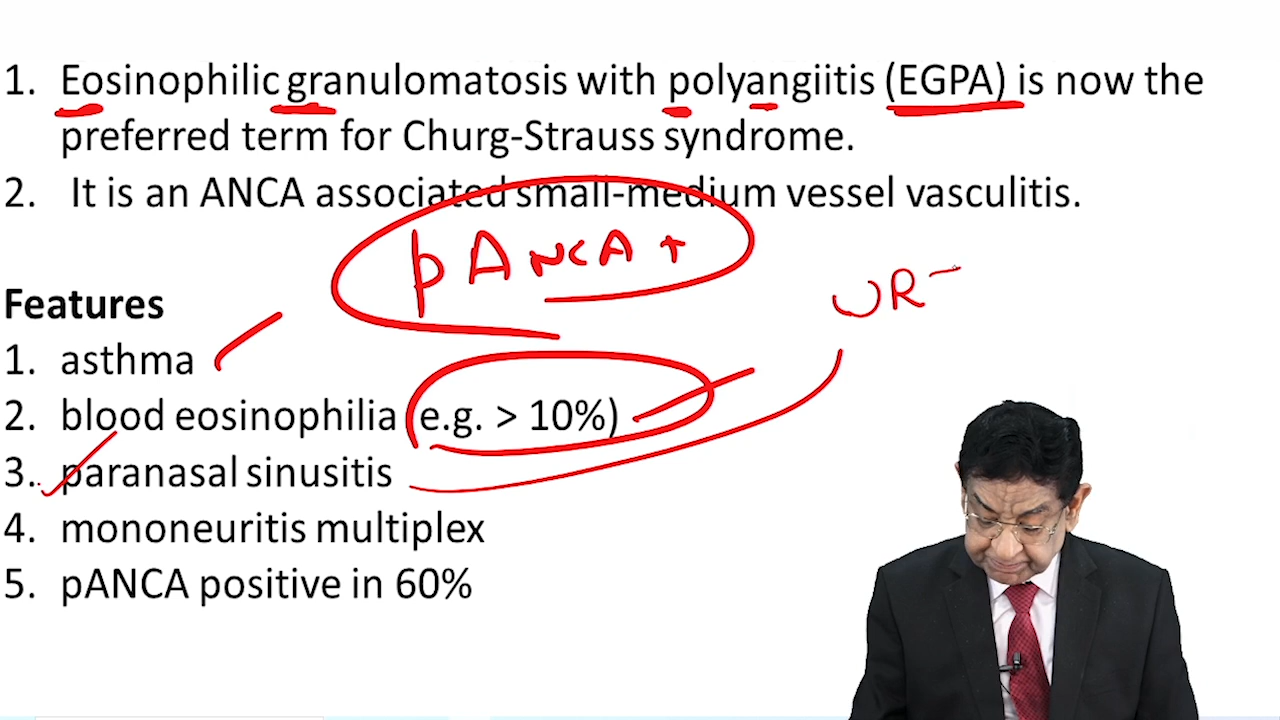 1. Eosinophilic granulomatosis with polyangiitis (EGPA) is now the
preferred term for Churg-Strauss syndrome.
2. It is an ANCA associated small-medium vessel vasculitis.
pANCA +
UR
Features
1. asthma
2. blood eosinophilia (e.g. > 10%)
3. paranasal sinusitis
4. mononeuritis multiplex
5. pANCA positive in 60%